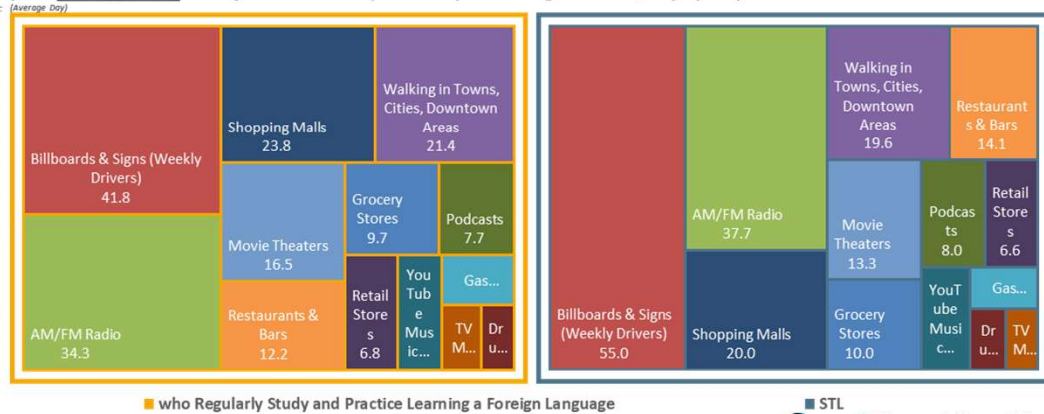 (Average Day)
Billboards & Signs (Weekly
Drivers)
41.8
AM/FM Radio
34.3
Shopping Malls
23.8
Walking in Towns,
Cities, Downtown
Areas
21.4
Movie Theaters
16.5
Restaurants &
Bars
12.2
Grocery
Stores
9.7
Podcasts
7.7
Retail
Store
s
6.8
You
Tub
e
Mus
ic...
Gas...
TV
M...
Dr
u...
Billboards & Signs
(Weekly Drivers)
55.0
AM/FM Radio
37.7
Shopping Malls
20.0
Walking in
Towns, Cities,
Downtown
Areas
19.6
Restaurant
s & Bars
14.1
Movie
Theaters
13.3
Grocery
Stores
10.0
Podcas
ts
8.0
Retail
Store
s
6.6
YouT
ube
Musi
c...
Gas...
Dr
u...
TV
M...
who Regularly Study and Practice Learning a Foreign Language
STL